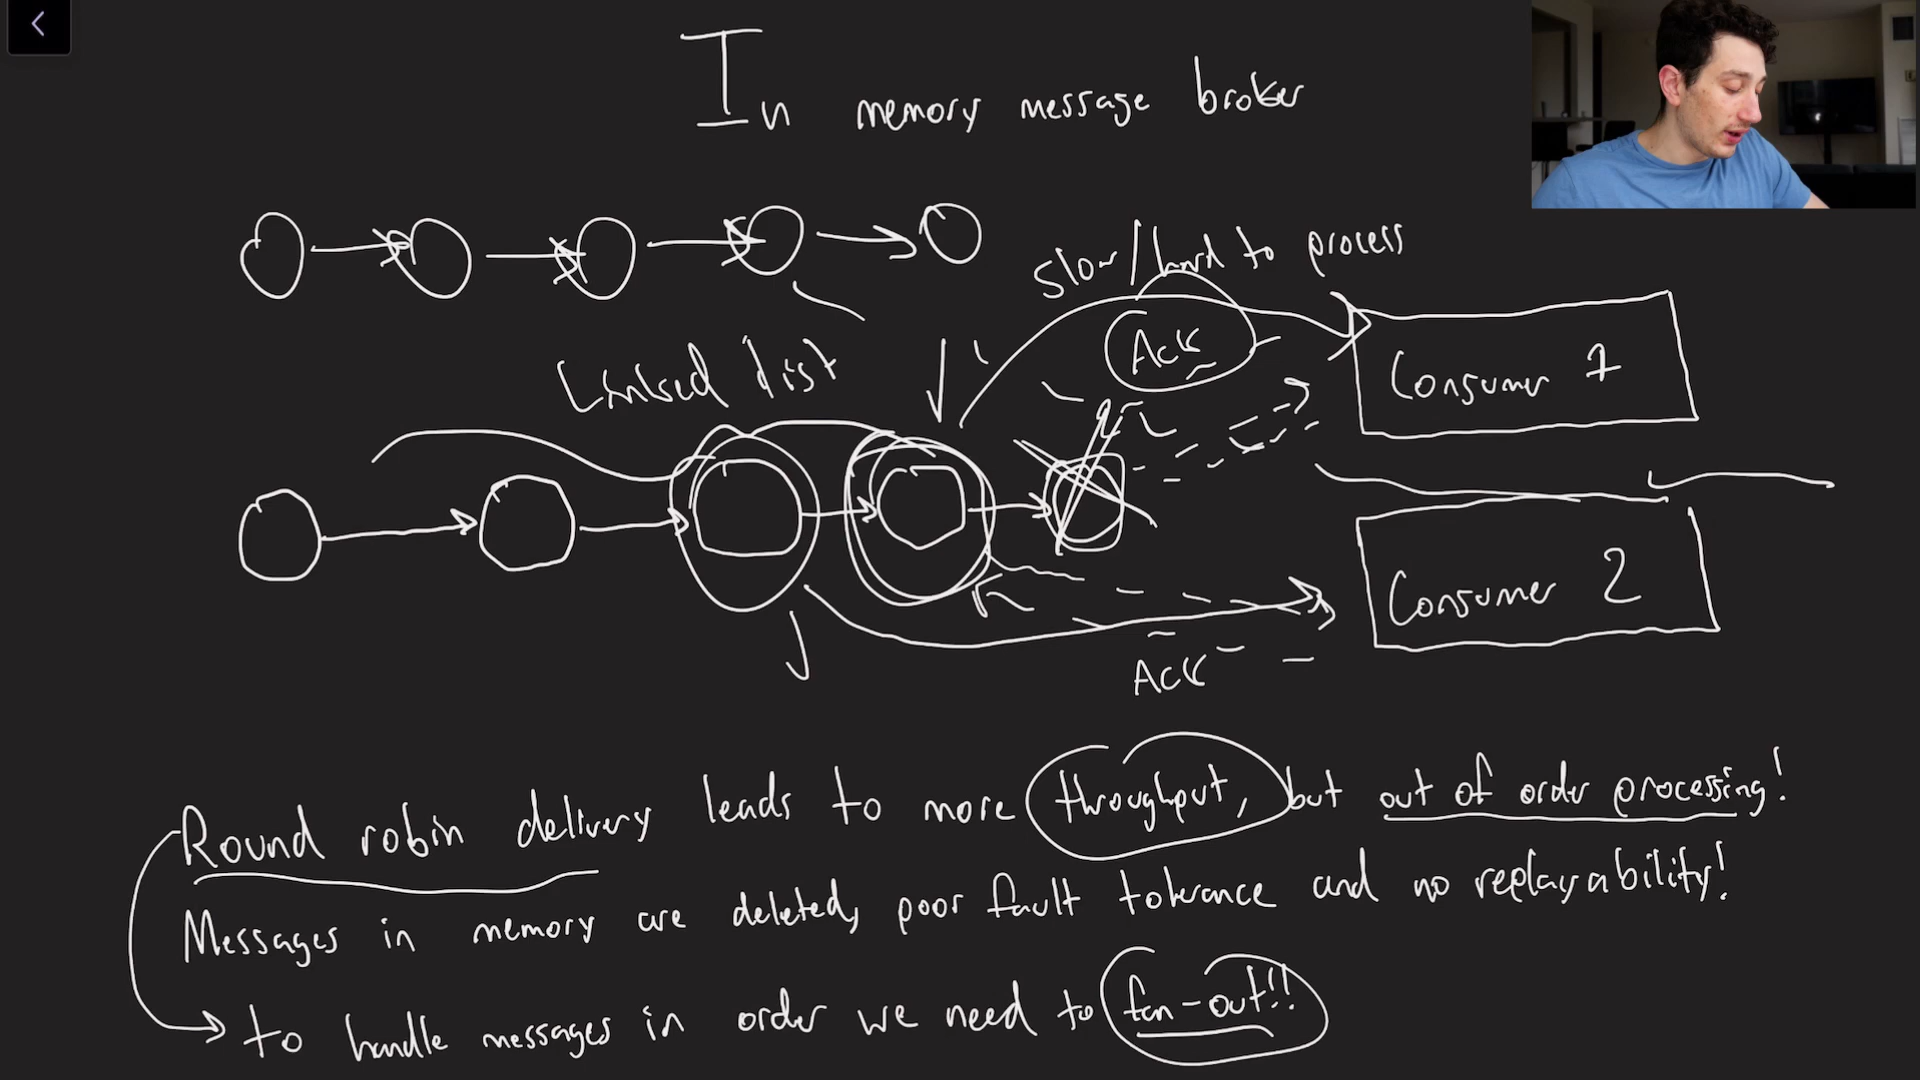 In memory message broker
slow/hard to process
Ack
Consumer 1
Linked list
Consumer 2
Ack
Round robin delivery leads to more throughput, but out of order processing!
Messages in memory are deleted, poor fault tolerance and no replayability!
to handle messages in order we need to fan-out!!